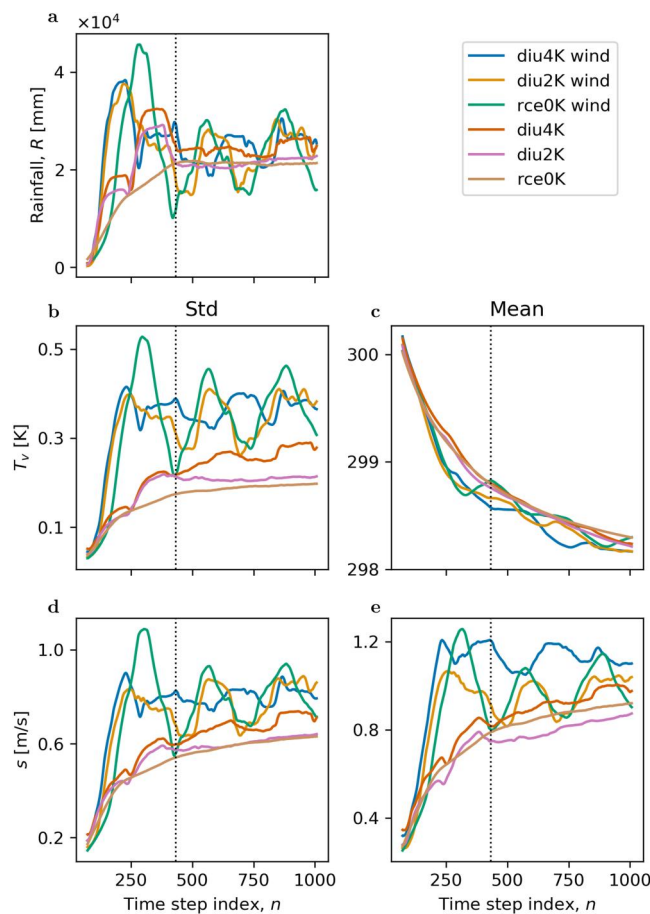 a
×10⁴
4
2
0
Rainfall, R [mm]
diu4K wind
diu2K wind
rce0K wind
diu4K
diu2K
rce0K
b
Std
0.5
0.3
0.1
Tᵥ [K]
c
Mean
300
299
298
d
1.0
0.6
0.2
s [m/s]
250
500
750
1000
Time step index, n
e
1.2
0.8
0.4
250
500
750
1000
Time step index, n